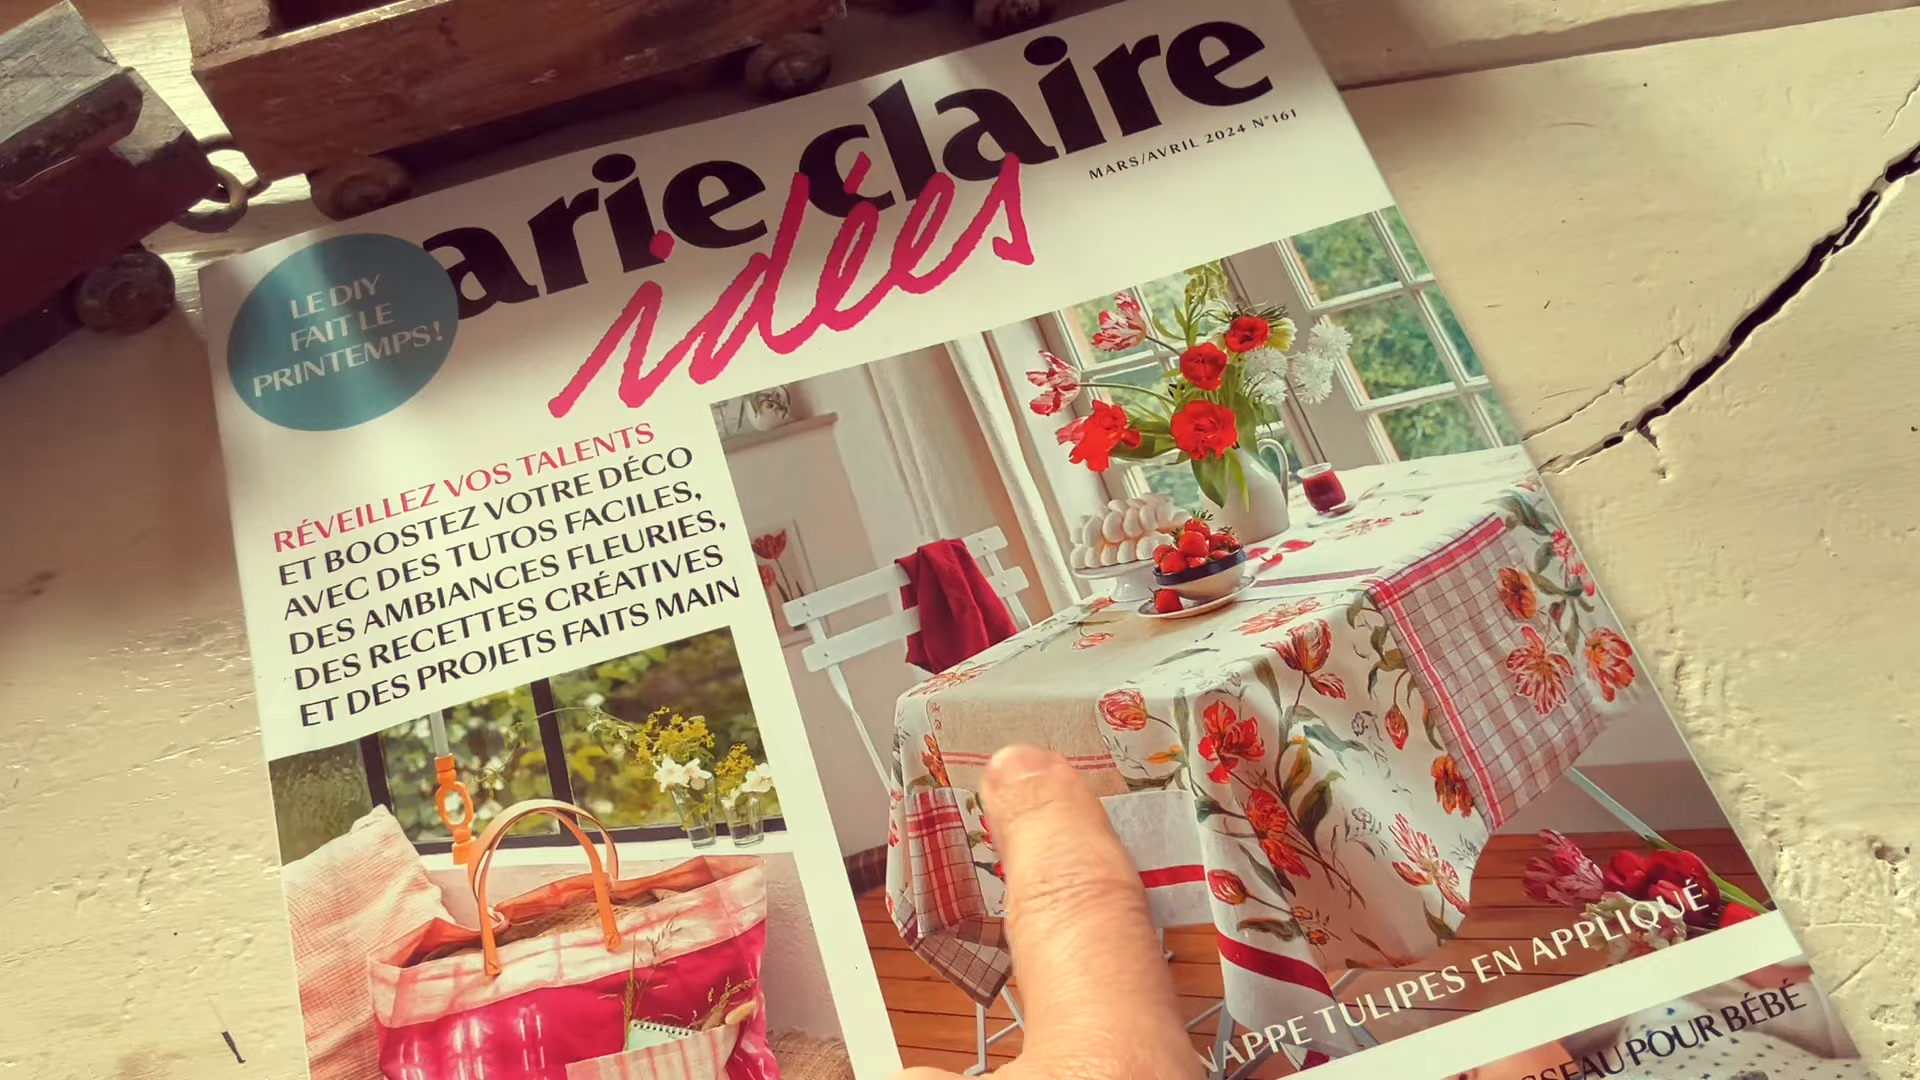 arie claire
idées
MARS/AVRIL 2024 N°161
LE DIY
FAIT LE
PRINTEMPS!
RÉVEILLEZ VOS TALENTS
ET BOOSTEZ VOTRE DÉCO
AVEC DES TUTOS FACILES,
DES AMBIANCES FLEURIES,
DES RECETTES CRÉATIVES
ET DES PROJETS FAITS MAIN
NAPPE TULIPES EN APPLIQUÉ
POUR BÉBÉ